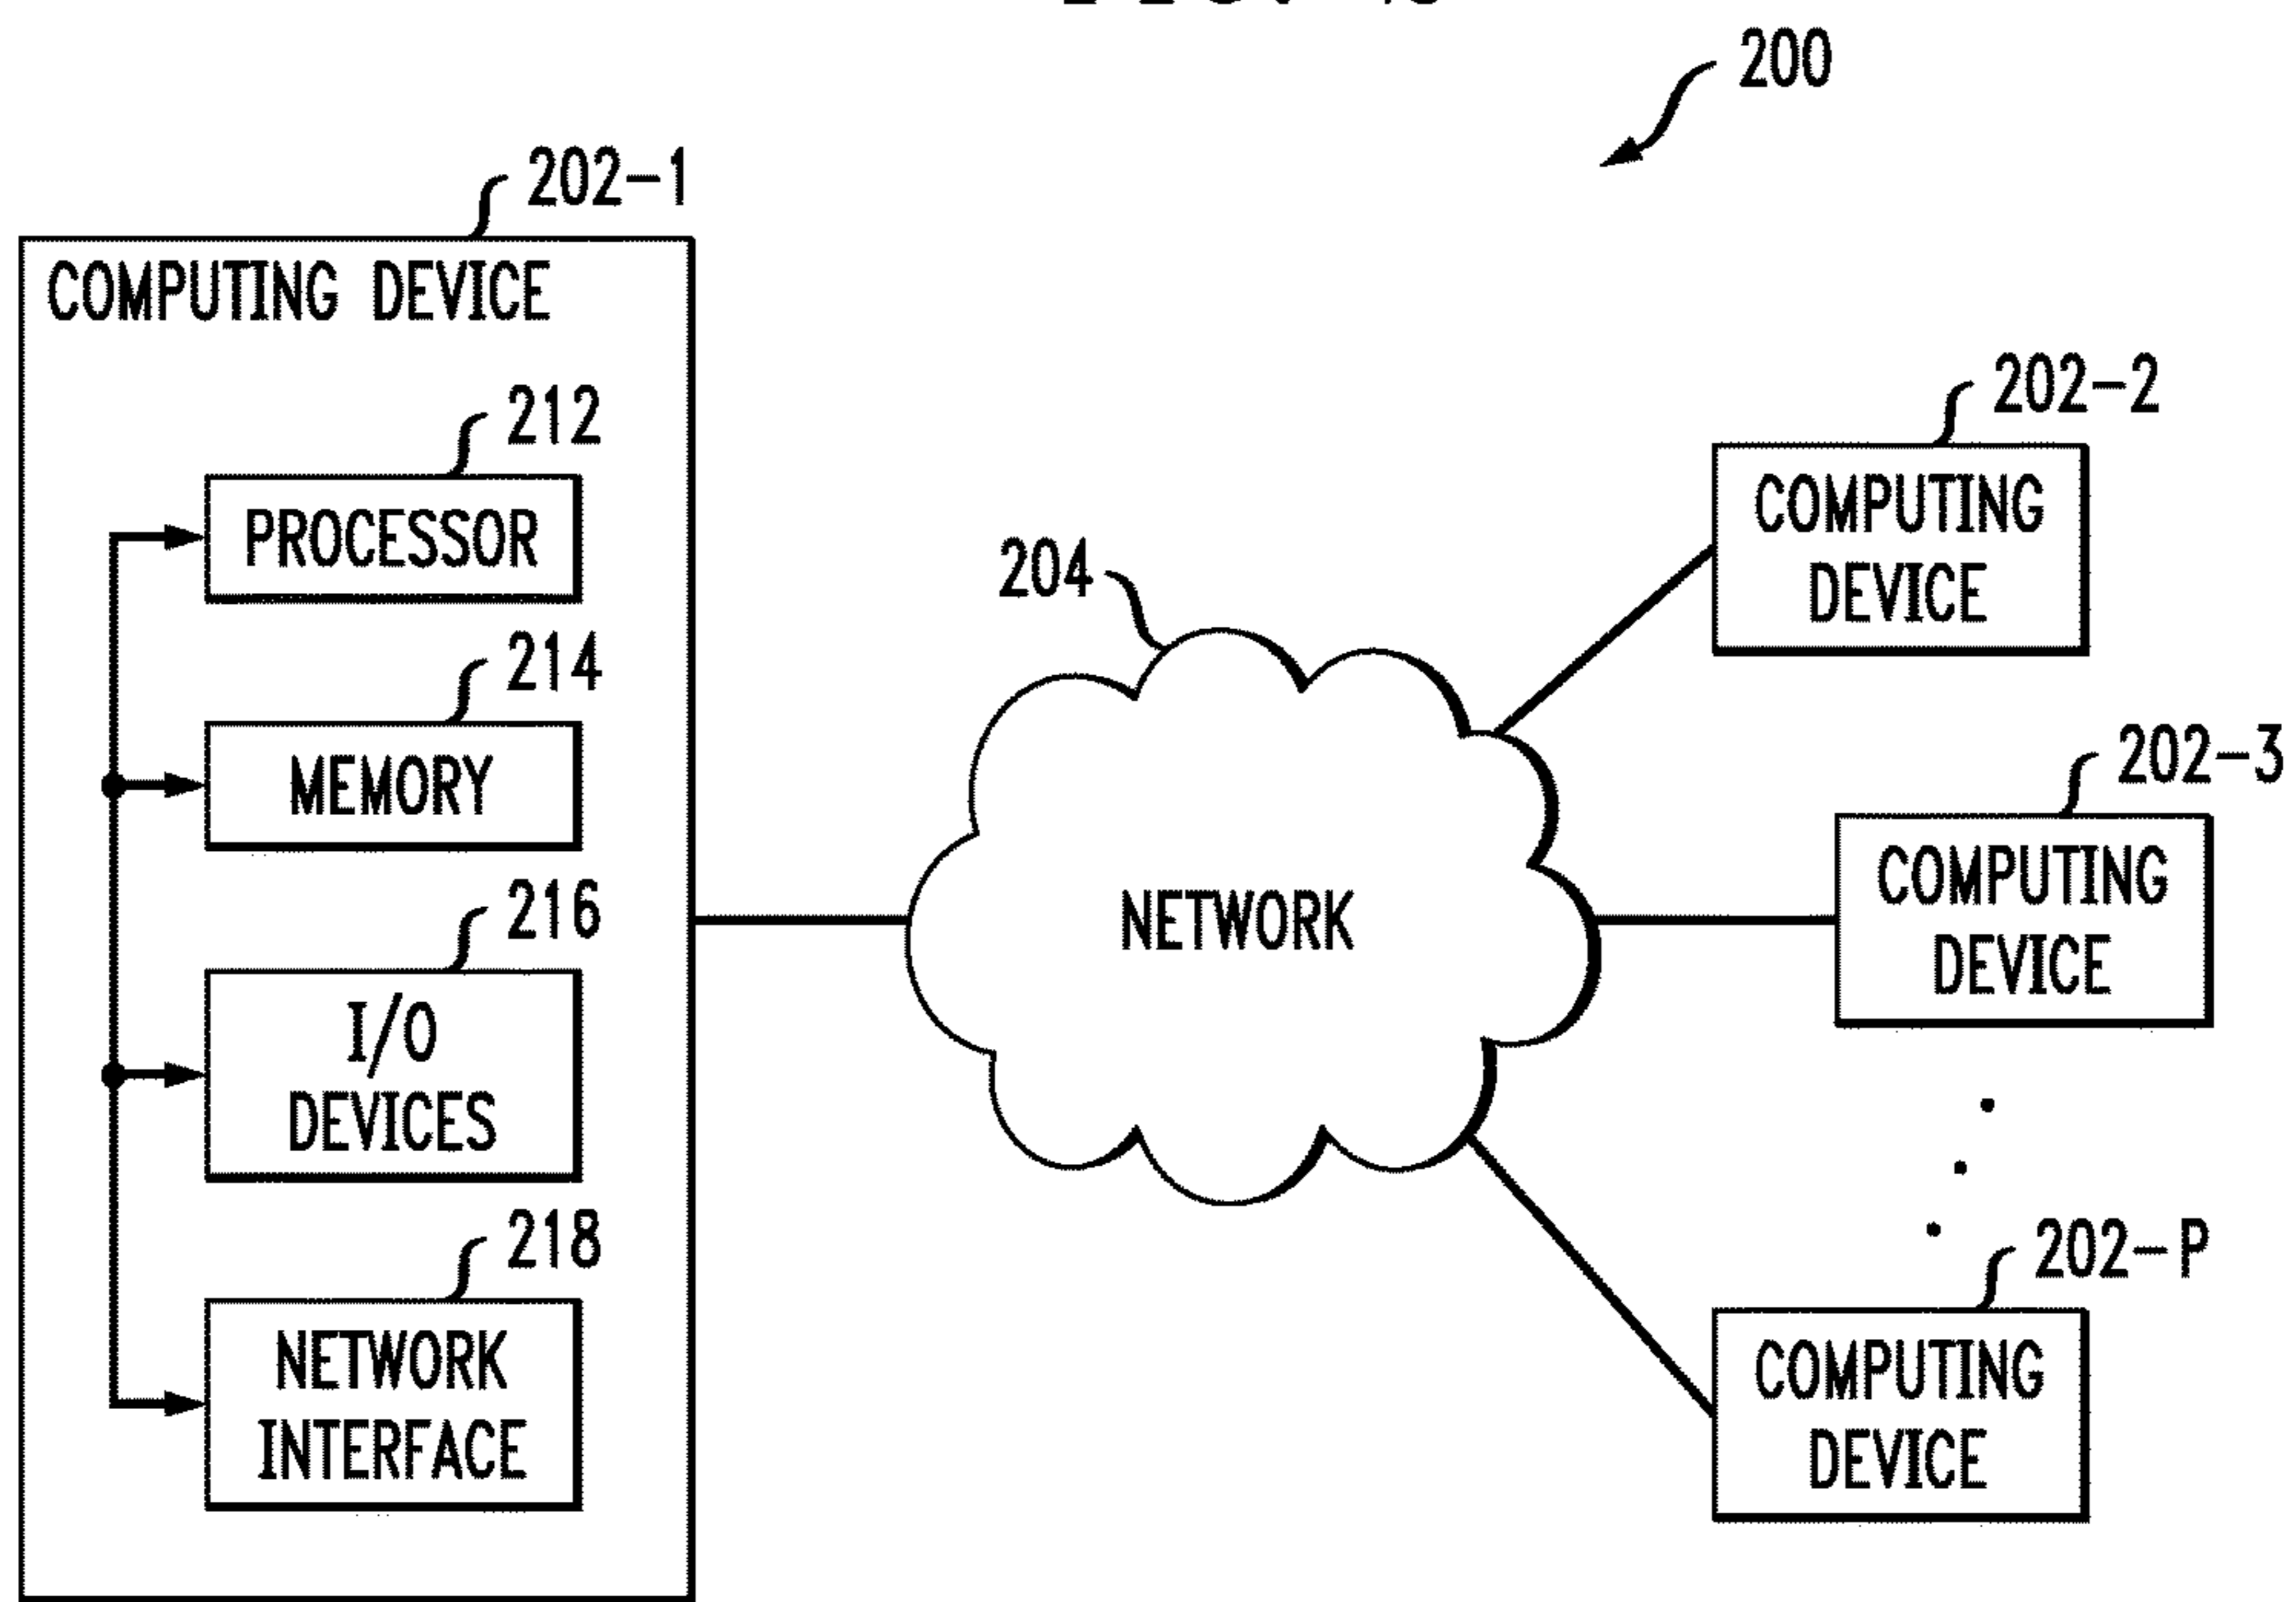 200
202-1
COMPUTING DEVICE
212
PROCESSOR
214
MEMORY
216
I/O
DEVICES
218
NETWORK
INTERFACE
204
NETWORK
202-2
COMPUTING
DEVICE
202-3
COMPUTING
DEVICE
202-P
COMPUTING
DEVICE